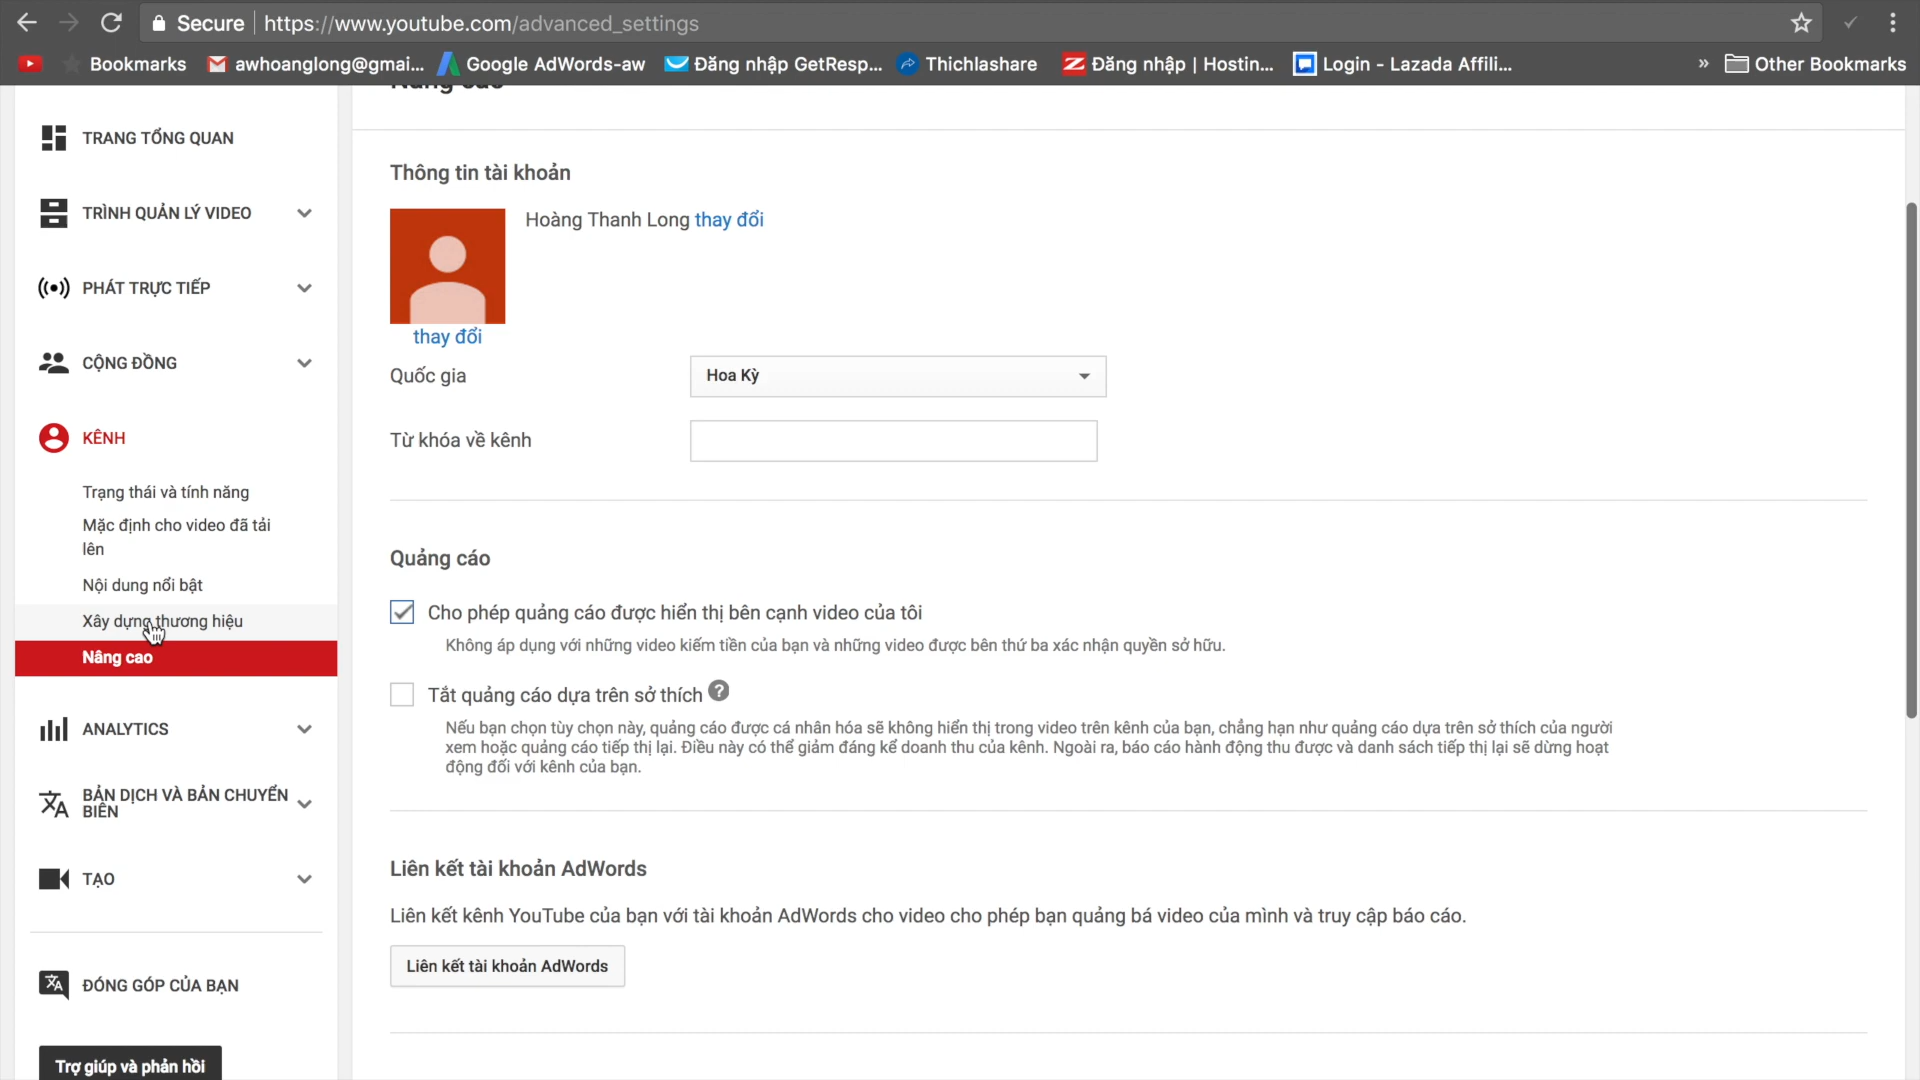 Secure https://www.youtube.com/advanced_settings
Bookmarks awhoanglong@gmai... Google AdWords-aw Đăng nhập GetResp... Thichlashare Đăng nhập | Hostin... Login - Lazada Affili... » Other Bookmarks
Nâng cao
TRANG TỔNG QUAN
TRÌNH QUẢN LÝ VIDEO
PHÁT TRỰC TIẾP
CỘNG ĐỒNG
KÊNH
Trạng thái và tính năng
Mặc định cho video đã tải
lên
Nội dung nổi bật
Xây dựng thương hiệu
Nâng cao
ANALYTICS
BẢN DỊCH VÀ BẢN CHUYỂN
BIÊN
TẠO
ĐÓNG GÓP CỦA BẠN
Trợ giúp và phản hồi
Thông tin tài khoản
Hoàng Thanh Long thay đổi
thay đổi
Quốc gia
Hoa Kỳ
Từ khóa về kênh
Quảng cáo
Cho phép quảng cáo được hiển thị bên cạnh video của tôi
Không áp dụng với những video kiếm tiền của bạn và những video được bên thứ ba xác nhận quyền sở hữu.
Tắt quảng cáo dựa trên sở thích ?
Nếu bạn chọn tùy chọn này, quảng cáo được cá nhân hóa sẽ không hiển thị trong video trên kênh của bạn, chẳng hạn như quảng cáo dựa trên sở thích của người
xem hoặc quảng cáo tiếp thị lại. Điều này có thể giảm đáng kể doanh thu của kênh. Ngoài ra, báo cáo hành động thu được và danh sách tiếp thị lại sẽ dừng hoạt
động đối với kênh của bạn.
Liên kết tài khoản AdWords
Liên kết kênh YouTube của bạn với tài khoản AdWords cho video cho phép bạn quảng bá video của mình và truy cập báo cáo.
Liên kết tài khoản AdWords